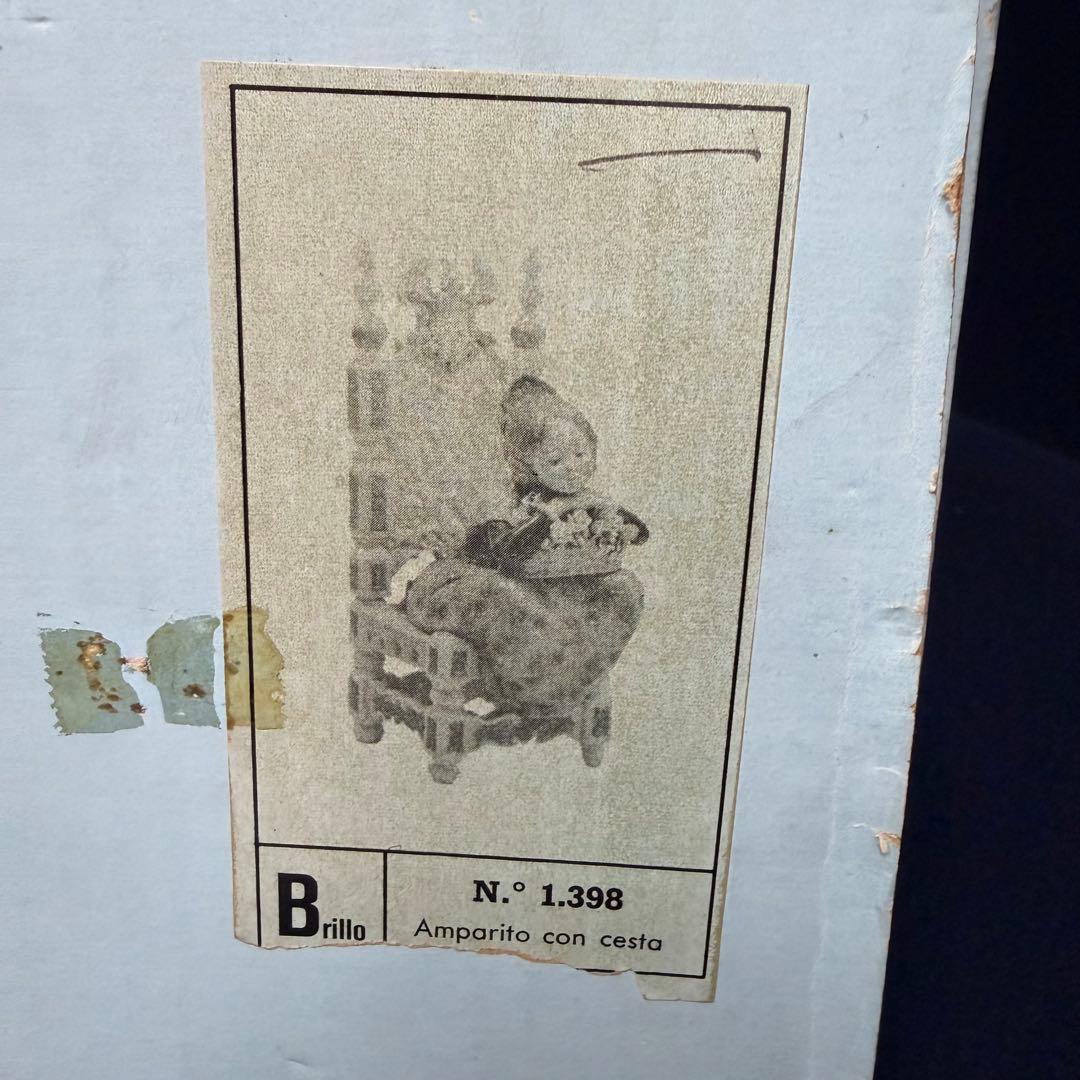 Brillo
N.° 1.398
Amparito con cesta